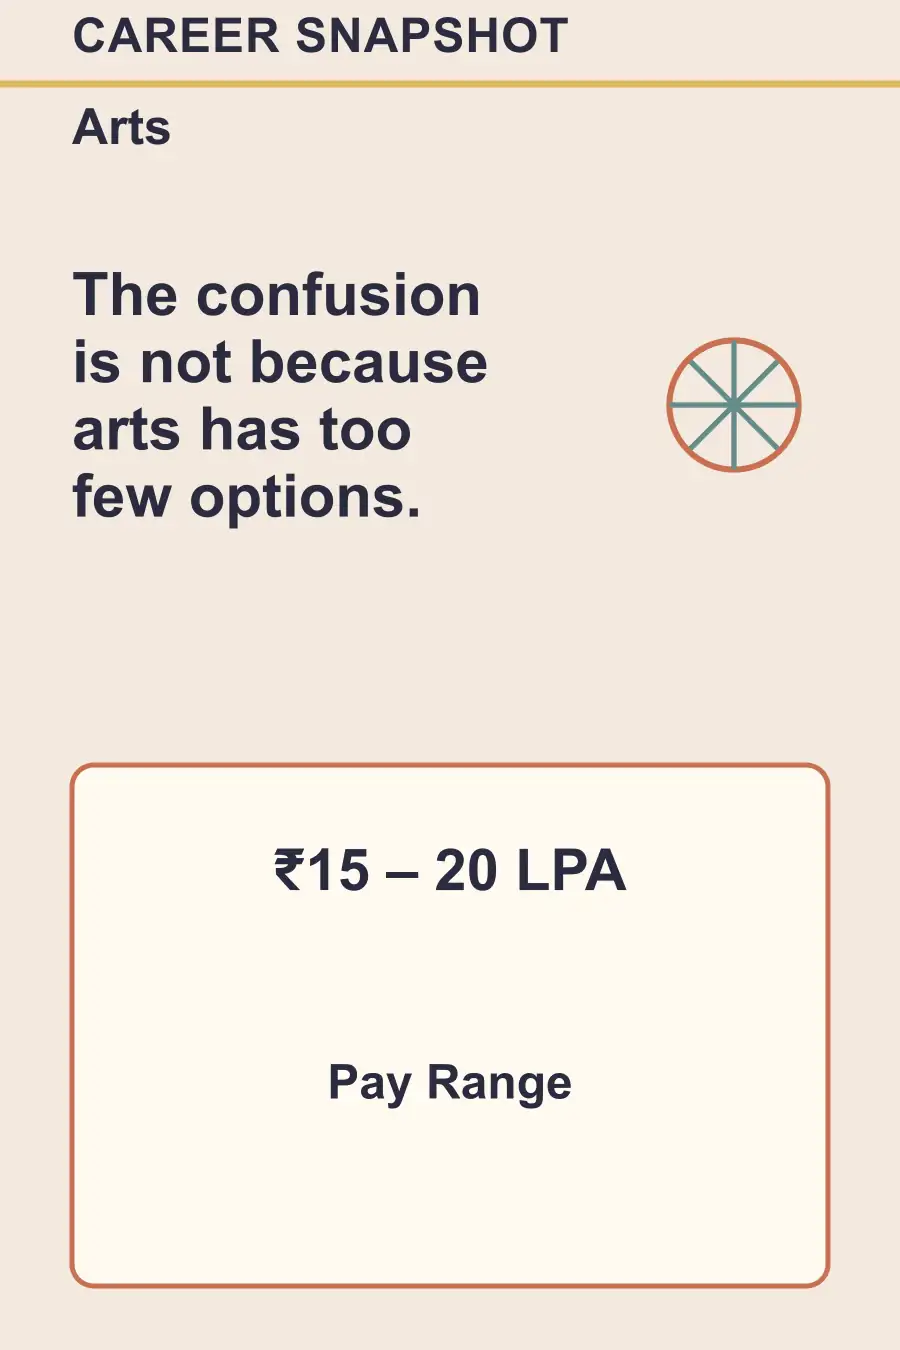 CAREER SNAPSHOT
Arts
The confusion
is not because
arts has too
few options.
₹15 – 20 LPA
Pay Range